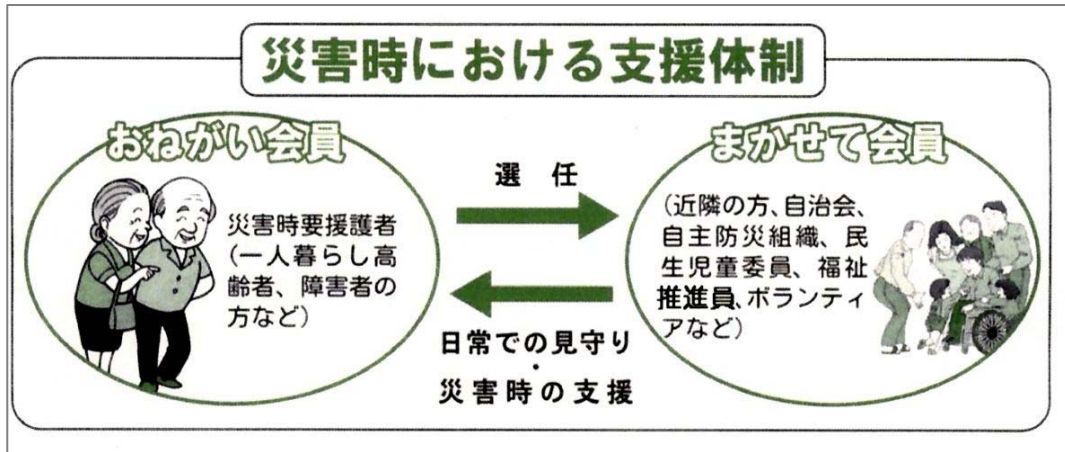 災害時における支援体制
おねがい会員
災害時要援護者
(一人暮らし高
齢者、障害者の
方など)
選 任
日常での見守り
・
災害時の支援
まかせて会員
(近隣の方、自治会、
自主防災組織、民
生児童委員、福祉
推進員、ボランティ
アなど)